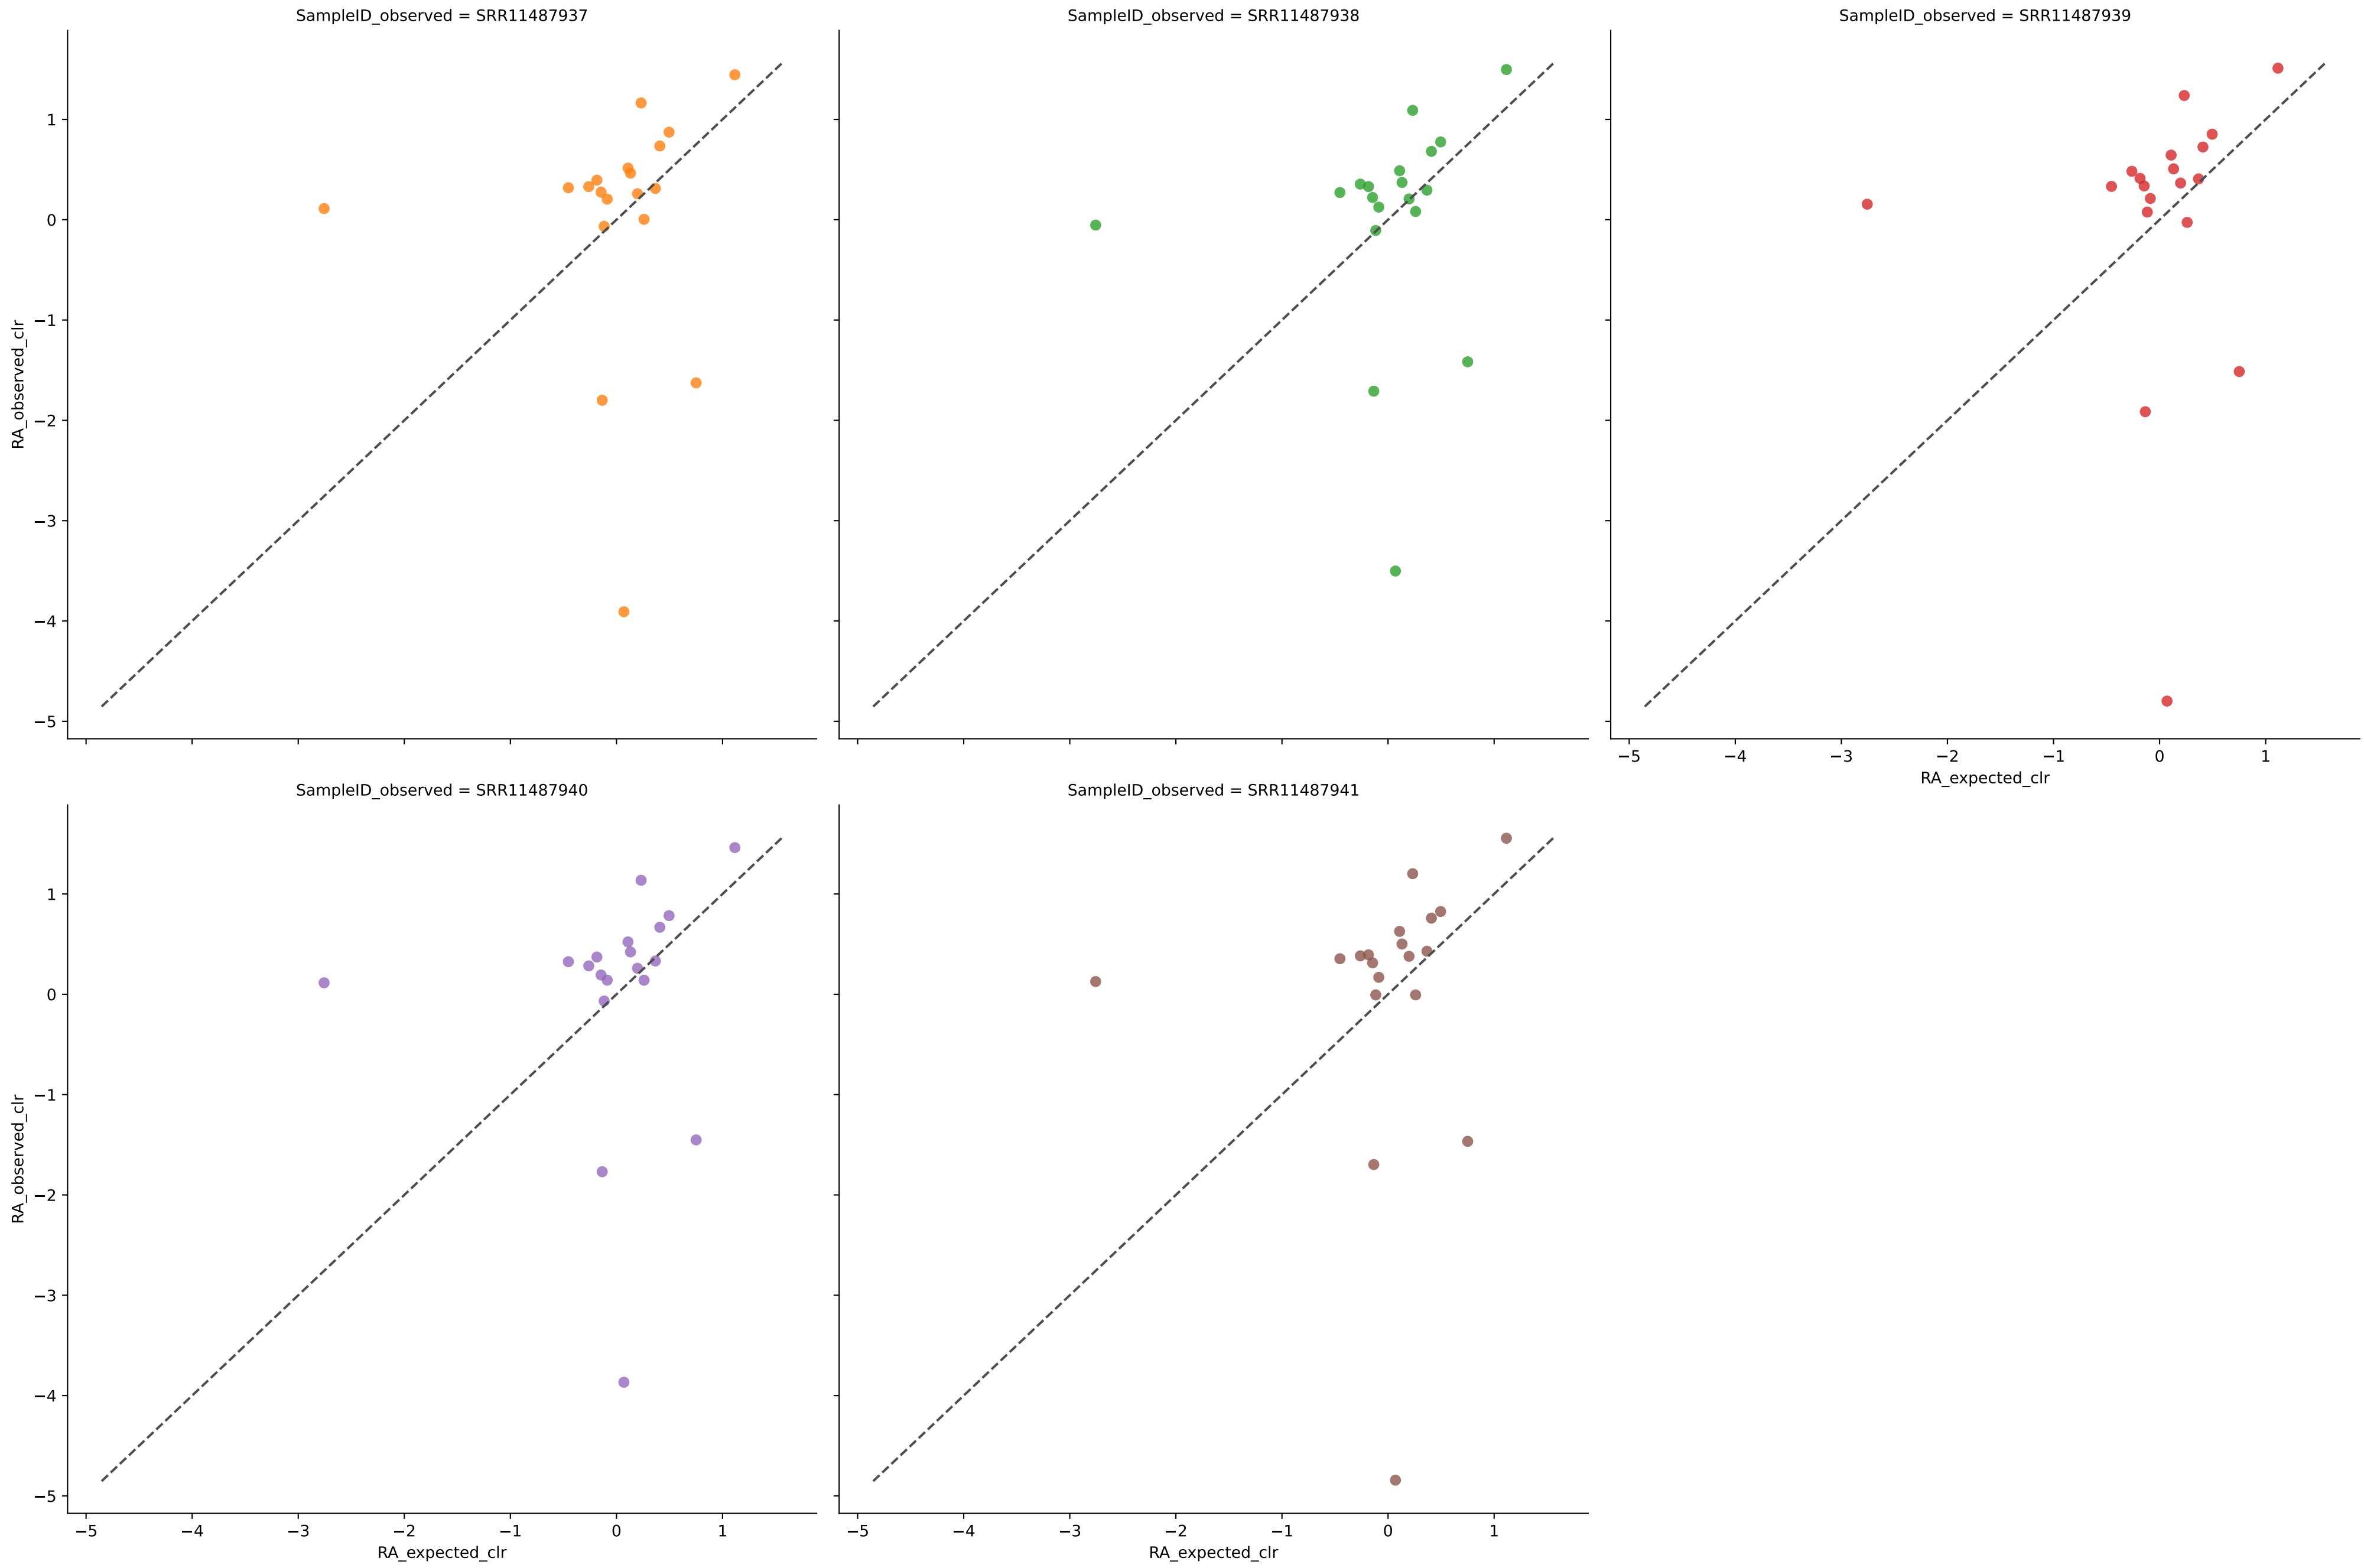 SampleID_observed = SRR11487937
SampleID_observed = SRR11487938
SampleID_observed = SRR11487939
RA_observed_clr
1
0
−1
−2
−3
−4
−5
−5 −4 −3 −2 −1 0 1
RA_expected_clr
SampleID_observed = SRR11487940
SampleID_observed = SRR11487941
RA_observed_clr
1
0
−1
−2
−3
−4
−5
−5 −4 −3 −2 −1 0 1
−5 −4 −3 −2 −1 0 1
RA_expected_clr
RA_expected_clr